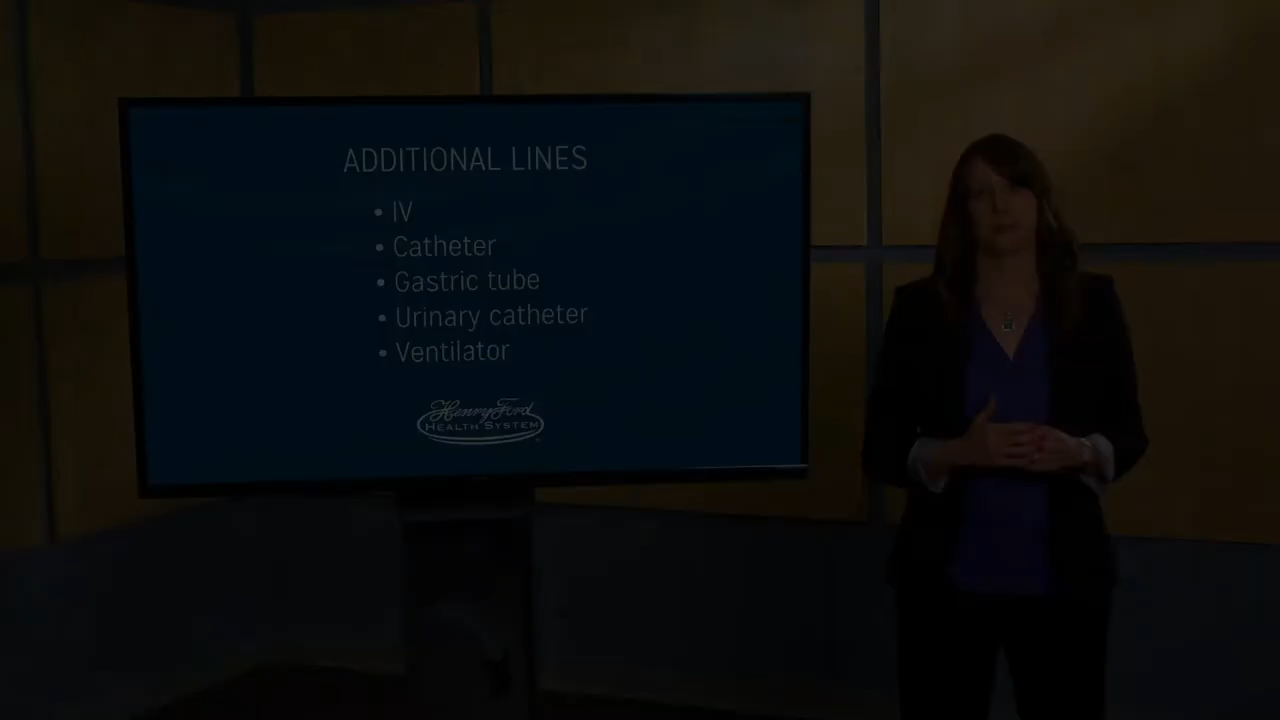 ADDITIONAL LINES
• IV
• Catheter
• Gastric tube
• Urinary catheter
• Ventilator
Henry Ford
HEALTH SYSTEM